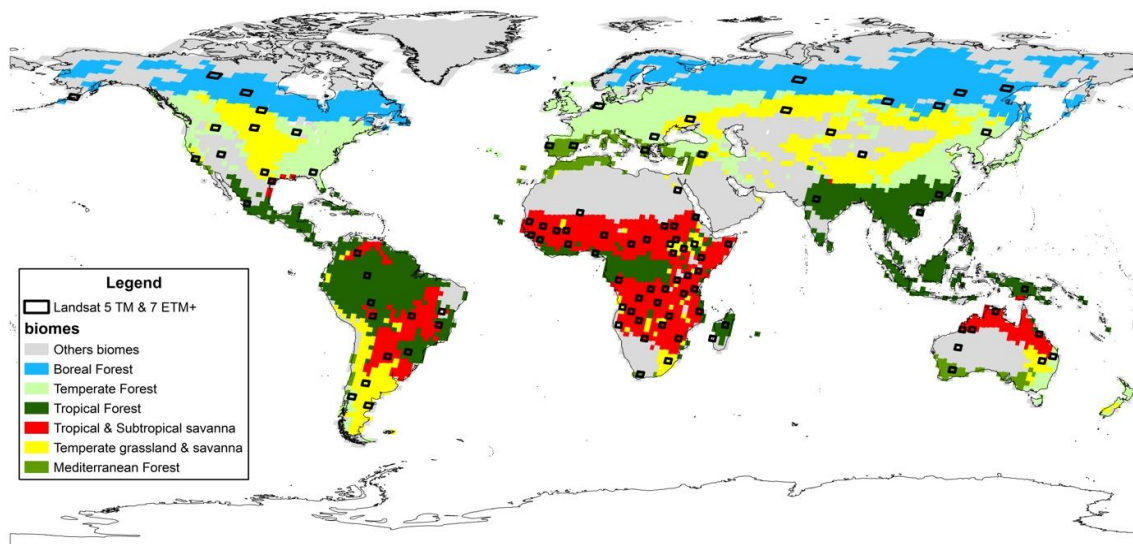 Legend
Landsat 5 TM & 7 ETM+
biomes
Others biomes
Boreal Forest
Temperate Forest
Tropical Forest
Tropical & Subtropical savanna
Temperate grassland & savanna
Mediterranean Forest